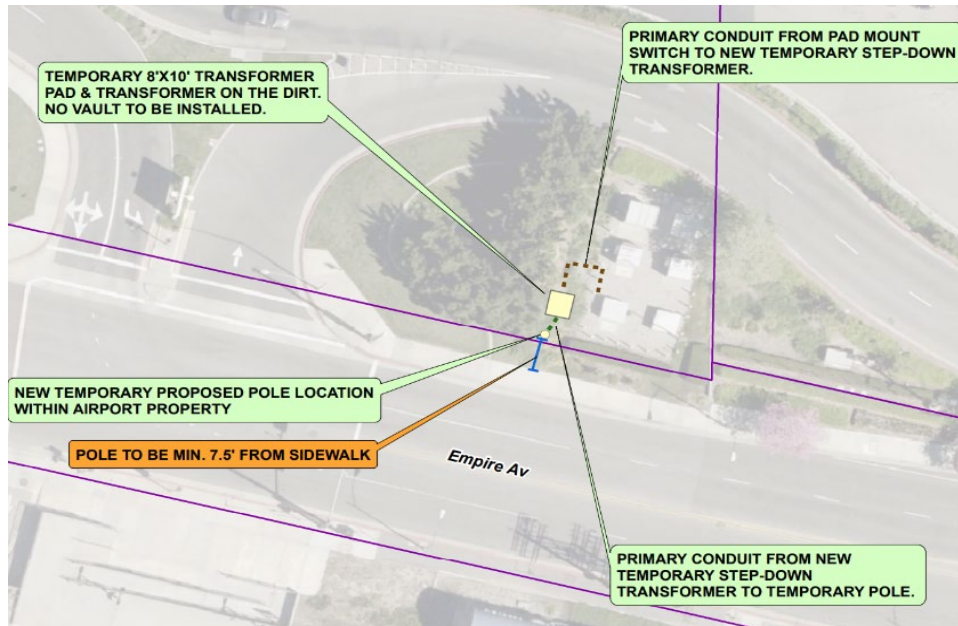 PRIMARY CONDUIT FROM PAD MOUNT
SWITCH TO NEW TEMPORARY STEP-DOWN
TRANSFORMER.
TEMPORARY 8'X10' TRANSFORMER
PAD & TRANSFORMER ON THE DIRT.
NO VAULT TO BE INSTALLED.
NEW TEMPORARY PROPOSED POLE LOCATION
WITHIN AIRPORT PROPERTY
POLE TO BE MIN. 7.5' FROM SIDEWALK
Empire Av
PRIMARY CONDUIT FROM NEW
TEMPORARY STEP-DOWN
TRANSFORMER TO TEMPORARY POLE.